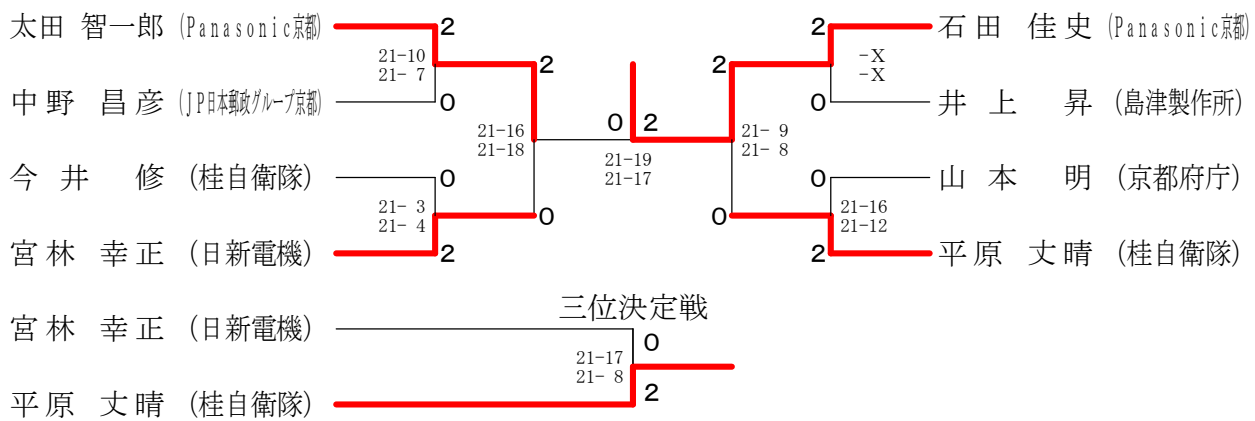 太田 智一郎 (Panasonic京都) 2 2 石田 佳史 (Panasonic京都)
21-10 -X
21- 7 2 2 -X
中野 昌彦 (JP日本郵政グループ京都) 0 0 井上 昇 (島津製作所)
21-16 0 2 21- 9
21-18 21-19 21- 8
21-17
今井 修 (桂自衛隊) 0 0 山本 明 (京都府庁)
21- 3 21-16
21- 4 0 0 21-12
宮林 幸正 (日新電機) 2 2 平原 丈晴 (桂自衛隊)
三位決定戦
宮林 幸正 (日新電機) 0
21-17
21- 8
平原 丈晴 (桂自衛隊) 2